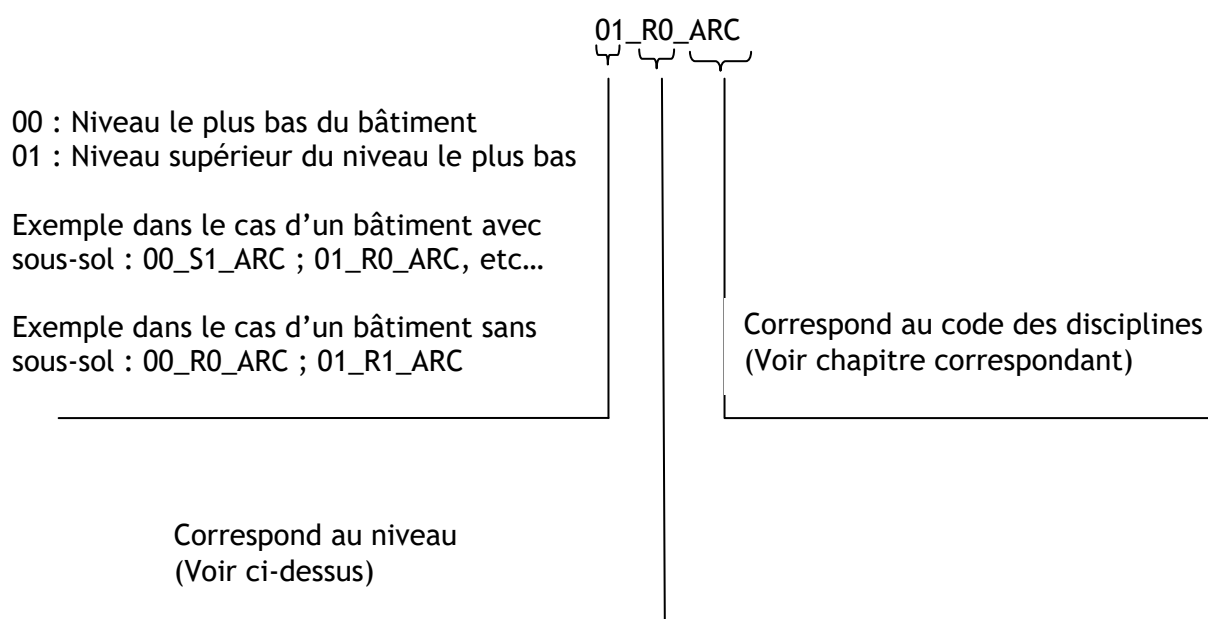 01_R0_ARC
00 : Niveau le plus bas du bâtiment
01 : Niveau supérieur du niveau le plus bas
Exemple dans le cas d’un bâtiment avec
sous-sol : 00_S1_ARC ; 01_R0_ARC, etc…
Exemple dans le cas d’un bâtiment sans
sous-sol : 00_R0_ARC ; 01_R1_ARC
Correspond au code des disciplines
(Voir chapitre correspondant)
Correspond au niveau
(Voir ci-dessus)